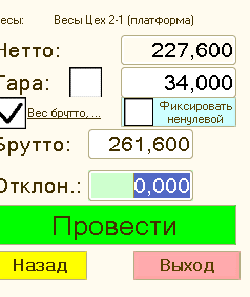 есы: Весы Цех 2-1 (платформа)
Нетто: 227,600
Тара: 34,000
Вес брутто, ... Фиксировать
ненулевой
Брутто: 261,600
Отклон.: 0,000
Провести
Назад Выход